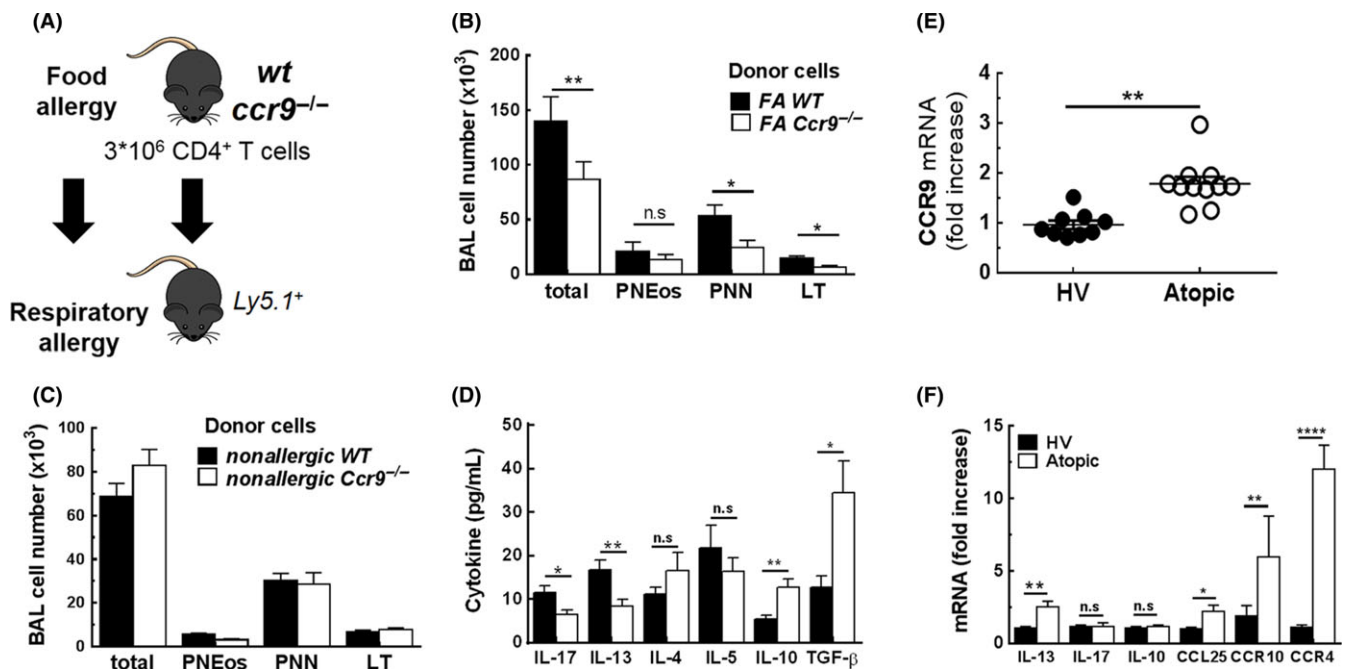 (A)
Food
allergy
wt
ccr9–/–
3*10⁶ CD4⁺ T cells
Respiratory
allergy
Ly5.1⁺
(B)
BAL cell number (x10³)
200
150
100
50
0
Donor cells
FA WT
FA Ccr9–/–
**
n.s
*
*
total PNEos PNN LT
(E)
CCR9 mRNA
(fold increase)
4
3
2
1
0
**
HV Atopic
(C)
BAL cell number (x10³)
100
80
60
40
20
0
Donor cells
nonallergic WT
nonallergic Ccr9–/–
total PNEos PNN LT
(D)
Cytokine (pg/mL)
50
40
30
20
10
0
*
**
n.s
n.s
**
*
IL-17 IL-13 IL-4 IL-5 IL-10 TGF-β
(F)
mRNA (fold increase)
15
10
5
0
HV
Atopic
**
n.s
n.s
*
**
****
IL-13 IL-17 IL-10 CCL25 CCR10 CCR4